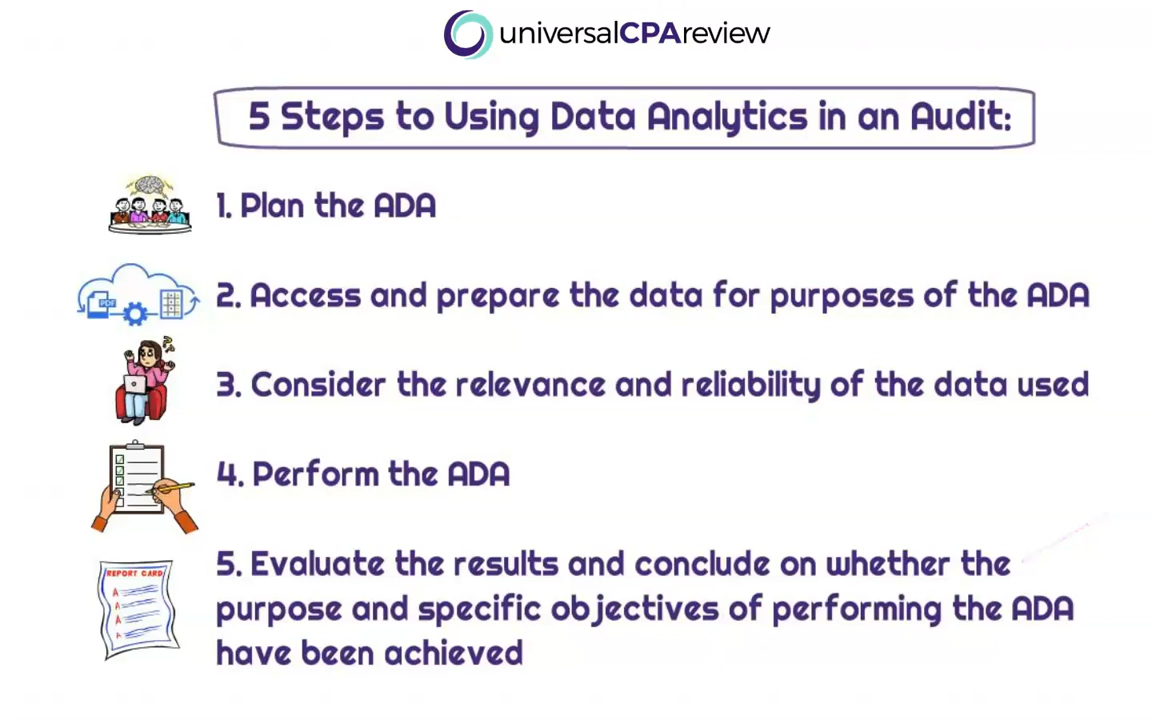 universalCPAreview
5 Steps to Using Data Analytics in an Audit:
1. Plan the ADA
PDF
2. Access and prepare the data for purposes of the ADA
3. Consider the relevance and reliability of the data used
4. Perform the ADA
REPORT CARD
A
A
A
A
5. Evaluate the results and conclude on whether the
purpose and specific objectives of performing the ADA
have been achieved